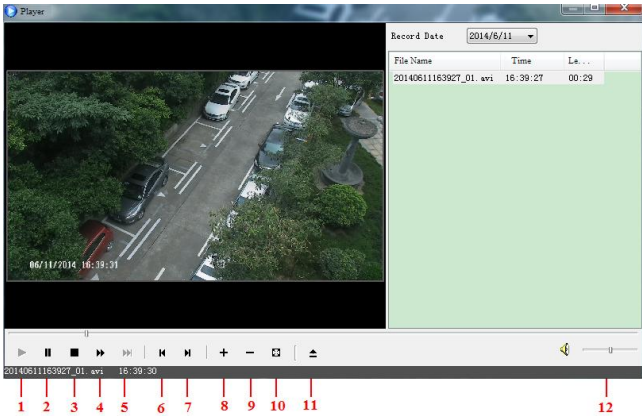 Player
Record Date 2014/6/11
File Name Time Le...
20140611163927_01.avi 16:39:27 00:29
06/11/2014 16:39:31
20140611163927_01.avi 16:39:30
1 2 3 4 5 6 7 8 9 10 11 12